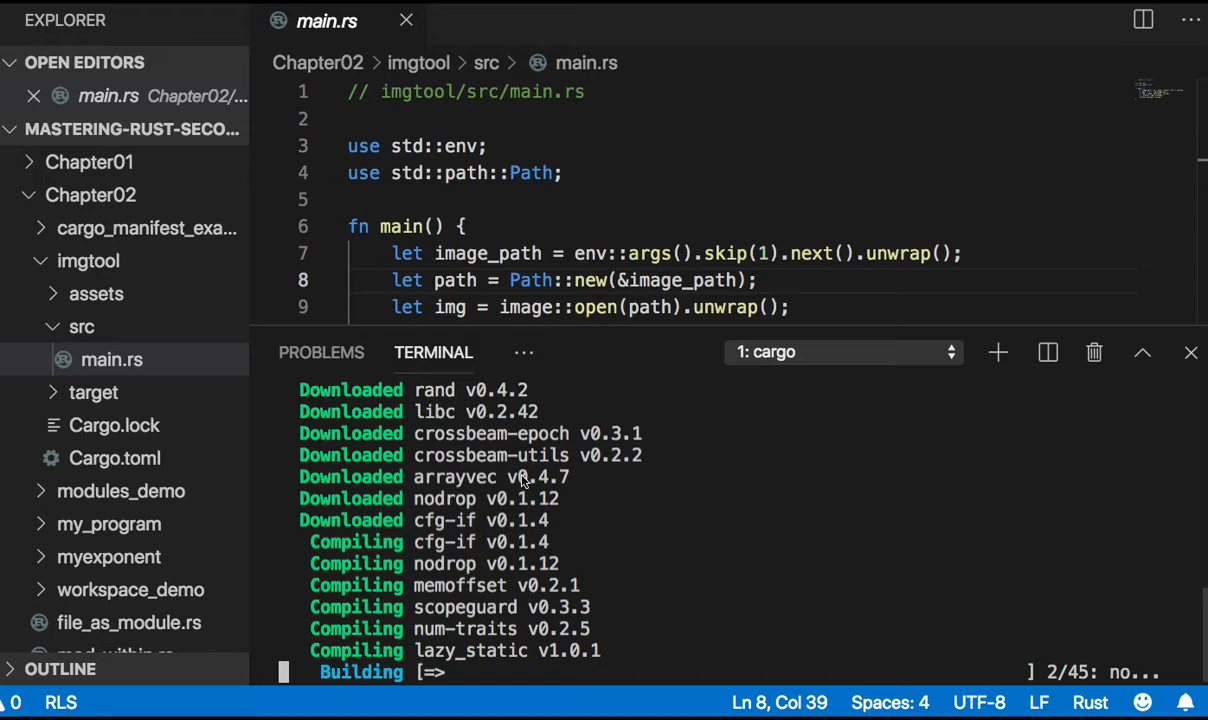 EXPLORER
OPEN EDITORS
main.rs Chapter02/...
MASTERING-RUST-SECO...
Chapter01
Chapter02
cargo_manifest_exa...
imgtool
assets
src
main.rs
target
Cargo.lock
Cargo.toml
modules_demo
my_program
myexponent
workspace_demo
file_as_module.rs
OUTLINE
main.rs
Chapter02 > imgtool > src > main.rs
1 // imgtool/src/main.rs
2
3 use std::env;
4 use std::path::Path;
5
6 fn main() {
7 let image_path = env::args().skip(1).next().unwrap();
8 let path = Path::new(&image_path);
9 let img = image::open(path).unwrap();
PROBLEMS TERMINAL ... 1: cargo
Downloaded rand v0.4.2
Downloaded libc v0.2.42
Downloaded crossbeam-epoch v0.3.1
Downloaded crossbeam-utils v0.2.2
Downloaded arrayvec v0.4.7
Downloaded nodrop v0.1.12
Downloaded cfg-if v0.1.4
Compiling cfg-if v0.1.4
Compiling nodrop v0.1.12
Compiling memoffset v0.2.1
Compiling scopeguard v0.3.3
Compiling num-traits v0.2.5
Compiling lazy_static v1.0.1
Building [=> ] 2/45: no...
0 RLS Ln 8, Col 39 Spaces: 4 UTF-8 LF Rust